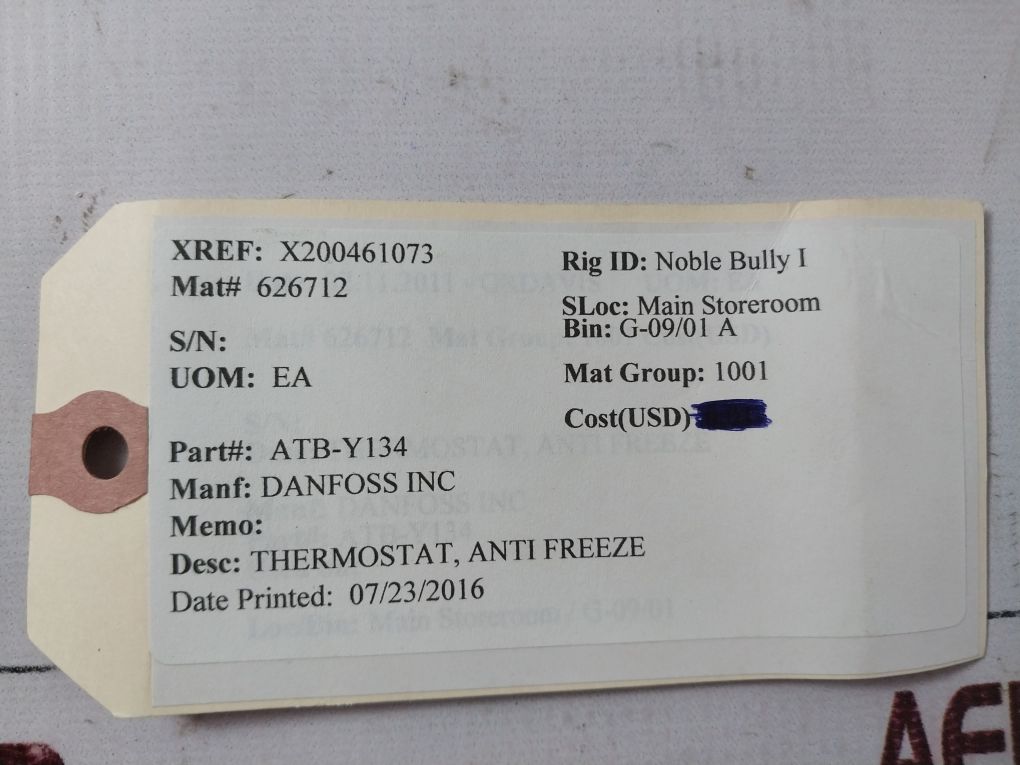 XREF: X200461073
Mat# 626712
S/N:
UOM: EA
Part#: ATB-Y134
Manf: DANFOSS INC
Memo:
Desc: THERMOSTAT, ANTI FREEZE
Date Printed: 07/23/2016
Rig ID: Noble Bully I
SLoc: Main Storeroom
Bin: G-09/01 A
Mat Group: 1001
Cost(USD)